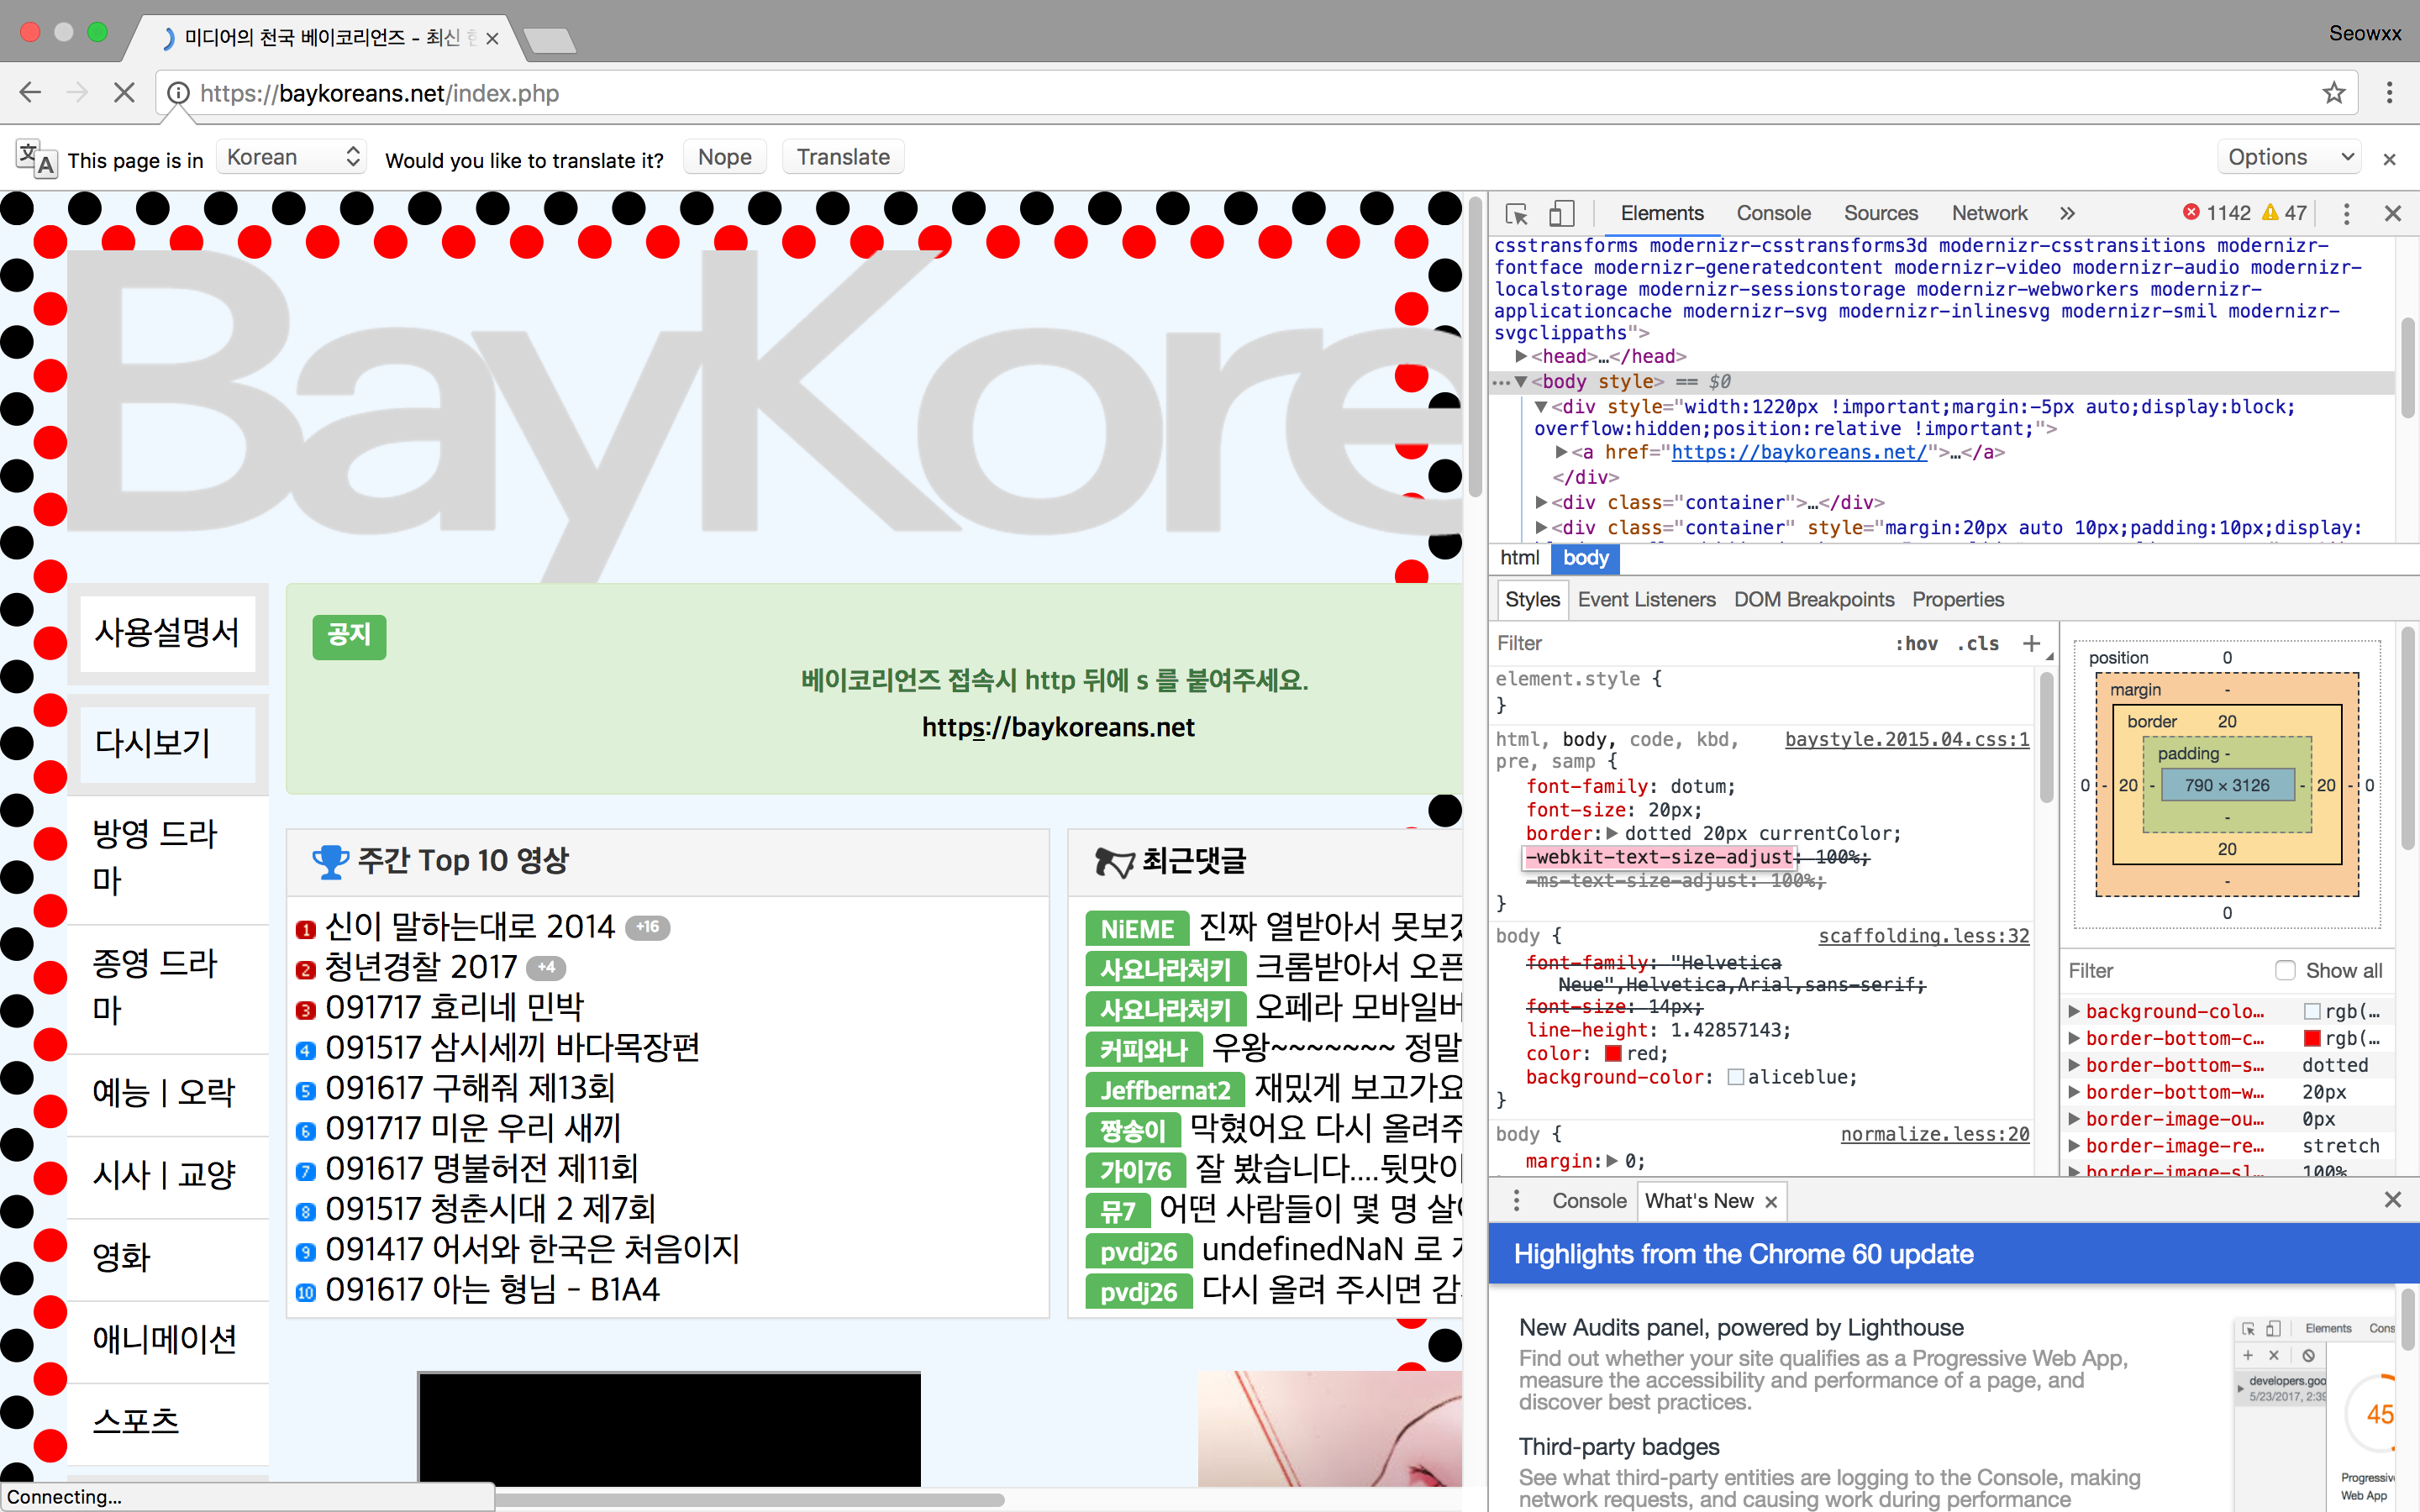 미디어의 천국 베이코리언즈 - 최신
Seowxx
https://baykoreans.net/index.php
This page is in Korean Would you like to translate it? Nope Translate Options
BayKore
사용설명서
다시보기
방영 드라
마
종영 드라
마
예능 | 오락
시사 | 교양
영화
애니메이션
스포츠
공지
베이코리언즈 접속시 http 뒤에 s 를 붙여주세요.
https://baykoreans.net
주간 Top 10 영상
1 신이 말하는대로 2014 +16
2 청년경찰 2017 +4
3 091717 효리네 민박
4 091517 삼시세끼 바다목장편
5 091617 구해줘 제13회
6 091717 미운 우리 새끼
7 091617 명불허전 제11회
8 091517 청춘시대 2 제7회
9 091417 어서와 한국은 처음이지
10 091617 아는 형님 - B1A4
최근댓글
NiEME 진짜 열받아서
사요나라처키 크롬받아서
사요나라처키 오페라
커피와나 우왕~~~~~~~ 정말
Jeffbernat2 재밌게 보고가요
짱송이 막혔어요 다시
가이76 잘 봤습니다....뒷맛이
뮤7 어떤 사람들이 몇 명
pvdj26 undefinedNaN 로
pvdj26 다시 올려 주시면
Connecting...
Elements Console Sources Network » 1142 47
csstransforms modernizr-csstransforms3d modernizr-csstransitions modernizr-
fontface modernizr-generatedcontent modernizr-video modernizr-audio modernizr-
localstorage modernizr-sessionstorage modernizr-webworkers modernizr-
applicationcache modernizr-svg modernizr-inlinesvg modernizr-smil modernizr-
svgclippaths">
<head>…</head>
<body style> == $0
<div style="width:1220px !important;margin:-5px auto;display:block;
overflow:hidden;position:relative !important;">
<a href="https://baykoreans.net/">…</a>
</div>
<div class="container">…</div>
<div class="container" style="margin:20px auto 10px;padding:10px;display:
html body
Styles Event Listeners DOM Breakpoints Properties
Filter :hov .cls +
element.style {
}
html, body, code, kbd, baystyle.2015.04.css:1
pre, samp {
font-family: dotum;
font-size: 20px;
border: dotted 20px currentColor;
-webkit-text-size-adjust: 100%;
-ms-text-size-adjust: 100%;
}
body { scaffolding.less:32
font-family: "Helvetica
Neue",Helvetica,Arial,sans-serif;
font-size: 14px;
line-height: 1.42857143;
color: red;
background-color: aliceblue;
}
body { normalize.less:20
margin: 0;
position 0
margin -
border 20
padding -
0 - 20 - 790 × 3126 - 20 - 0
-
20
-
0
Filter Show all
background-colo… rgb(…
border-bottom-c… rgb(…
border-bottom-s… dotted
border-bottom-w… 20px
border-image-ou… 0px
border-image-re… stretch
border-image-sl… 100%
Console What's New
Highlights from the Chrome 60 update
New Audits panel, powered by Lighthouse
Find out whether your site qualifies as a Progressive Web App,
measure the accessibility and performance of a page, and
discover best practices.
Third-party badges
See what third-party entities are logging to the Console, making
network requests, and causing work during performance
Elements Cons
developers.goo
5/23/2017, 2:39
45
Progressiv
Web App